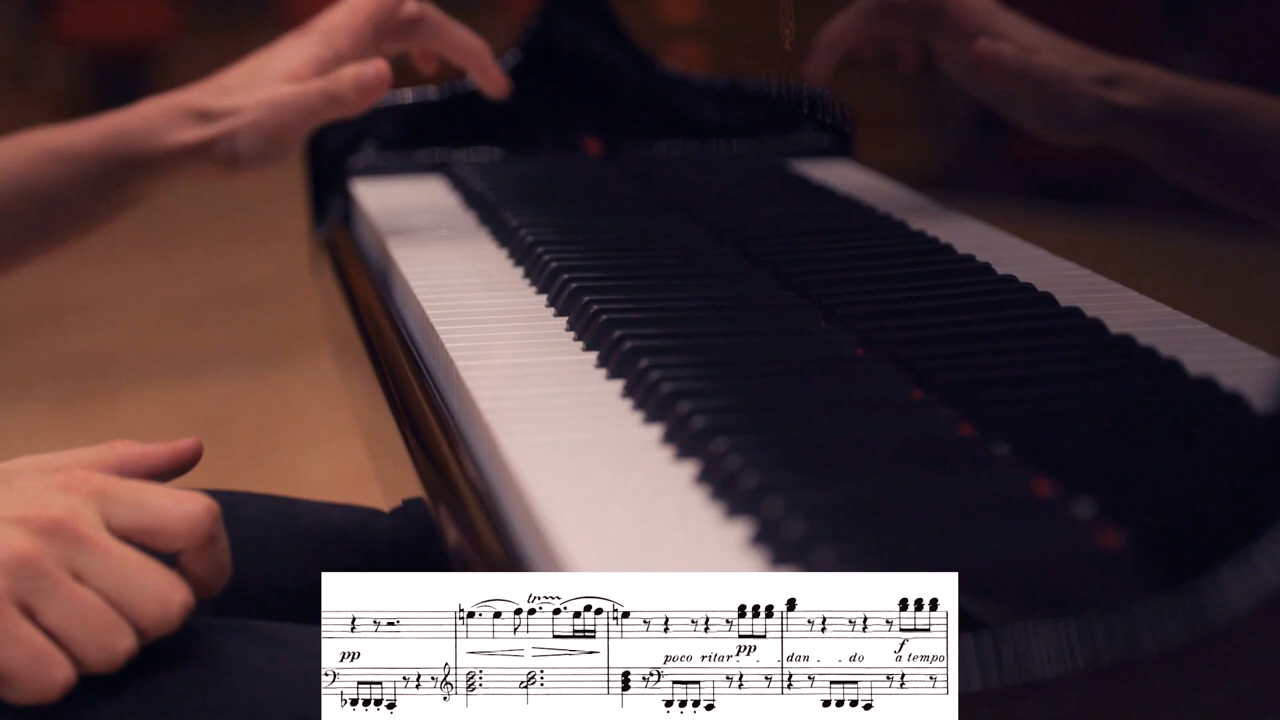 tr
pp
pp
f
poco ritar - - dan - - do a tempo